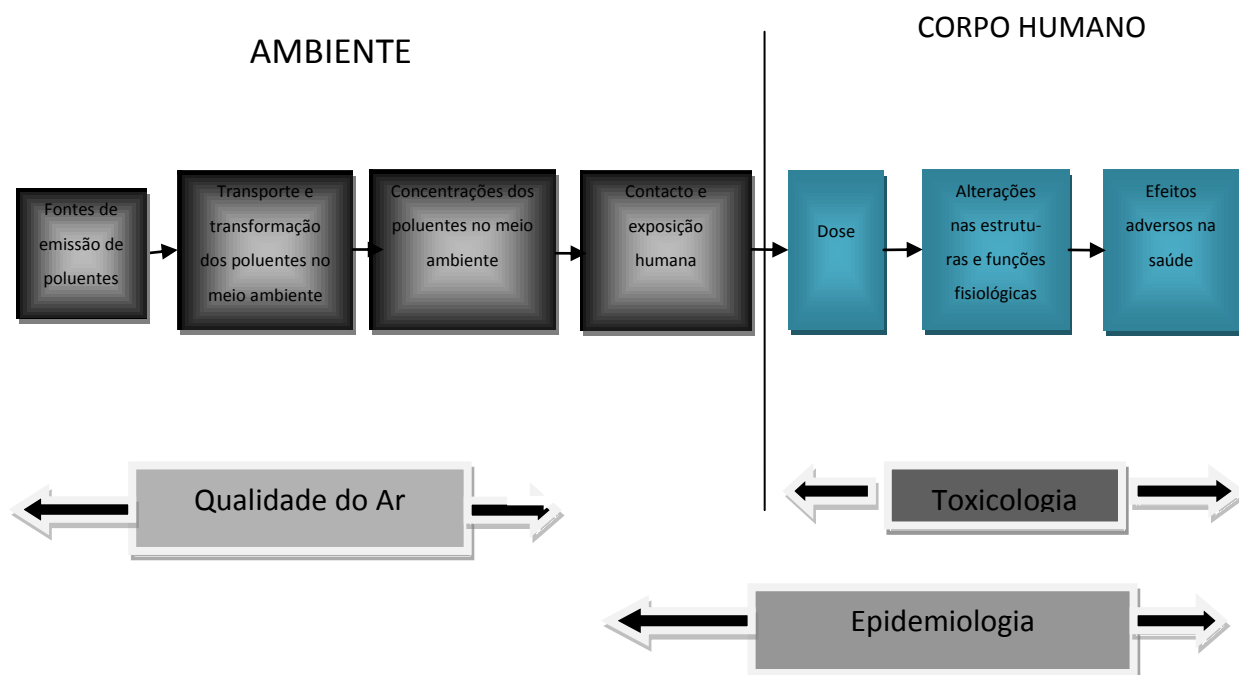 AMBIENTE
CORPO HUMANO
Fontes de
emissão de
poluentes
Transporte e
transformação
dos poluentes no
meio ambiente
Concentrações dos
poluentes no meio
ambiente
Contacto e
exposição
humana
Dose
Alterações
nas estrutu-
ras e funções
fisiológicas
Efeitos
adversos na
saúde
Qualidade do Ar
Toxicologia
Epidemiologia